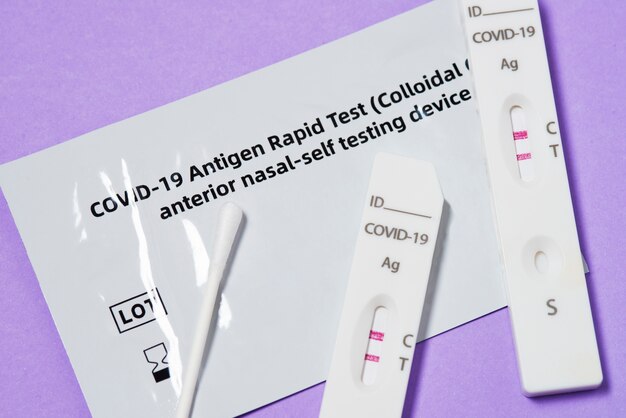 COVID-19 Antigen Rapid Test (Colloidal
anterior nasal-self testing device
LOT
ID
COVID-19
Ag
C
T
ID
COVID-19
Ag
C
T
S